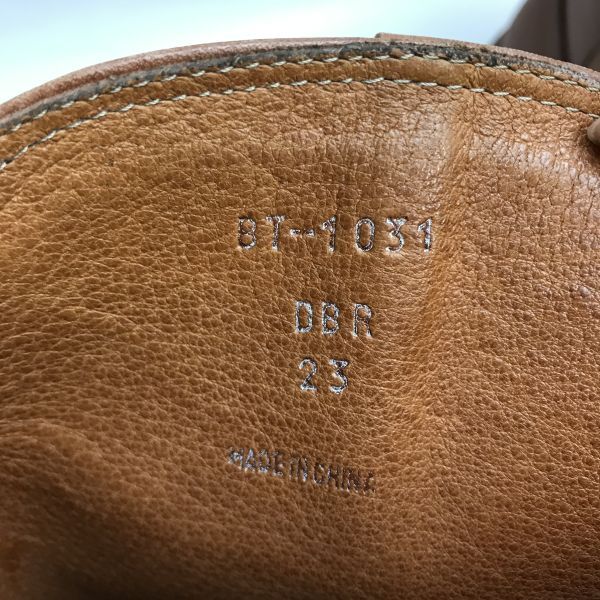 BT-1031
DBR
23
MADE IN CHINA